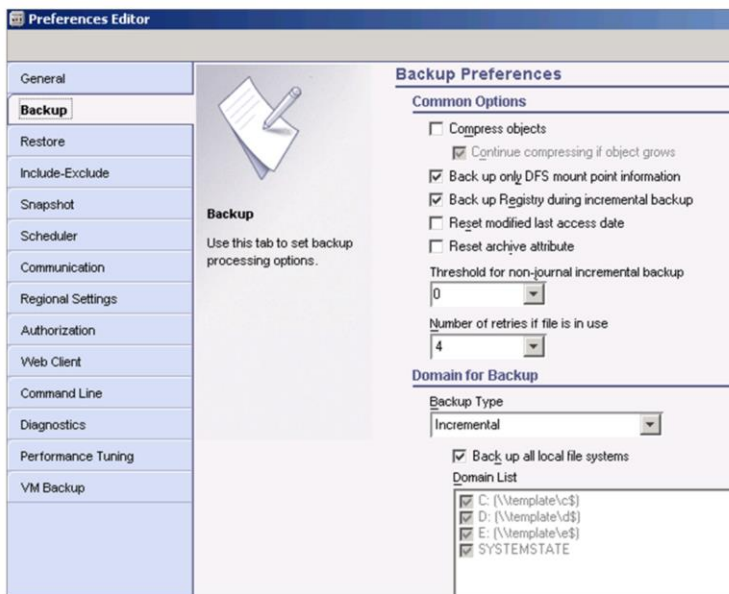 Preferences Editor
General
Backup
Restore
Include-Exclude
Snapshot
Scheduler
Communication
Regional Settings
Authorization
Web Client
Command Line
Diagnostics
Performance Tuning
VM Backup
Backup
Use this tab to set backup
processing options.
Backup Preferences
Common Options
Compress objects
Continue compressing if object grows
Back up only DFS mount point information
Back up Registry during incremental backup
Reset modified last access date
Reset archive attribute
Threshold for non-journal incremental backup
0
Number of retries if file is in use
4
Domain for Backup
Backup Type
Incremental
Back up all local file systems
Domain List
C: (\\template\c$)
D: (\\template\d$)
E: (\\template\e$)
SYSTEMSTATE